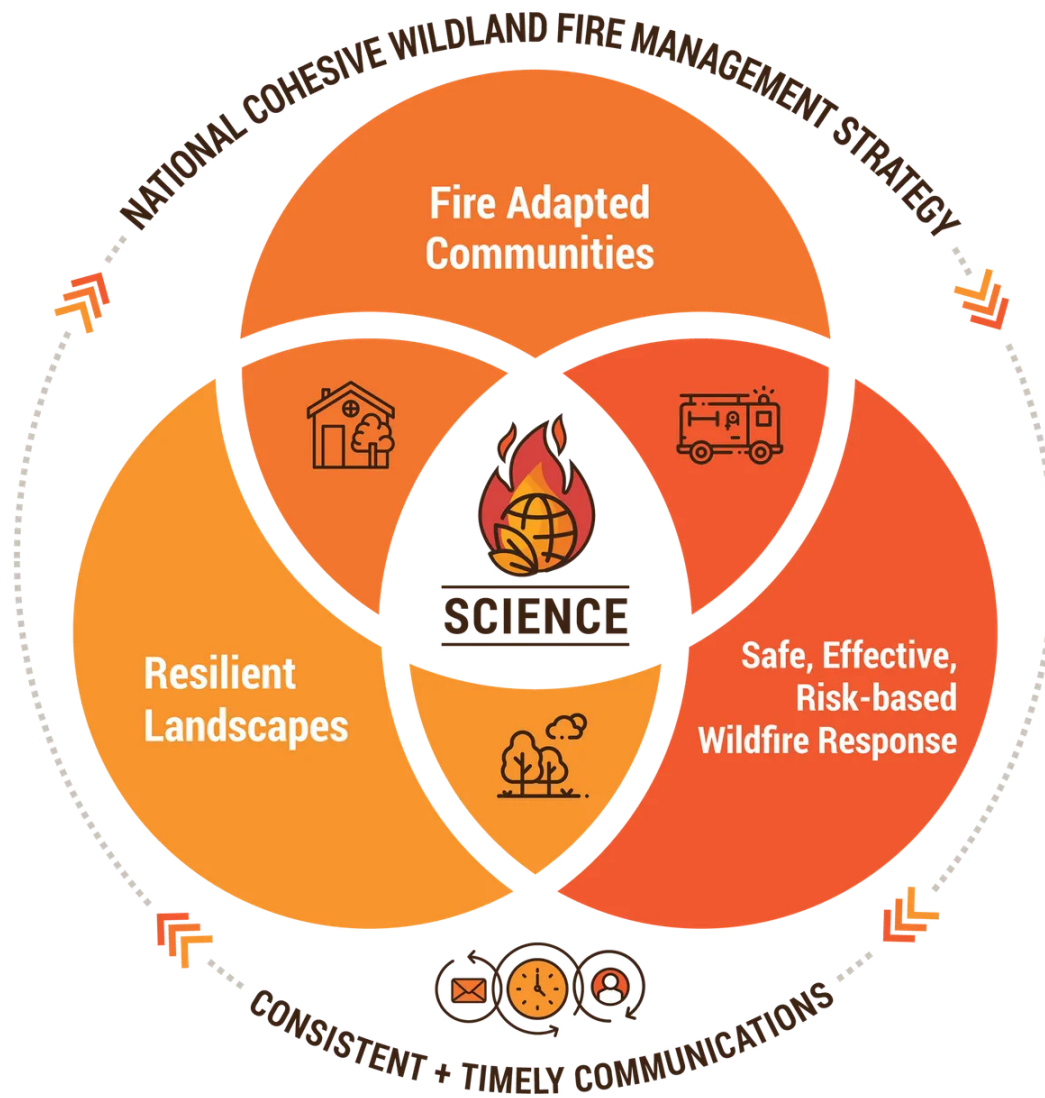 NATIONAL COHESIVE WILDLAND FIRE MANAGEMENT STRATEGY
Fire Adapted
Communities
SCIENCE
Resilient
Landscapes
Safe, Effective,
Risk-based
Wildfire Response
CONSISTENT + TIMELY COMMUNICATIONS